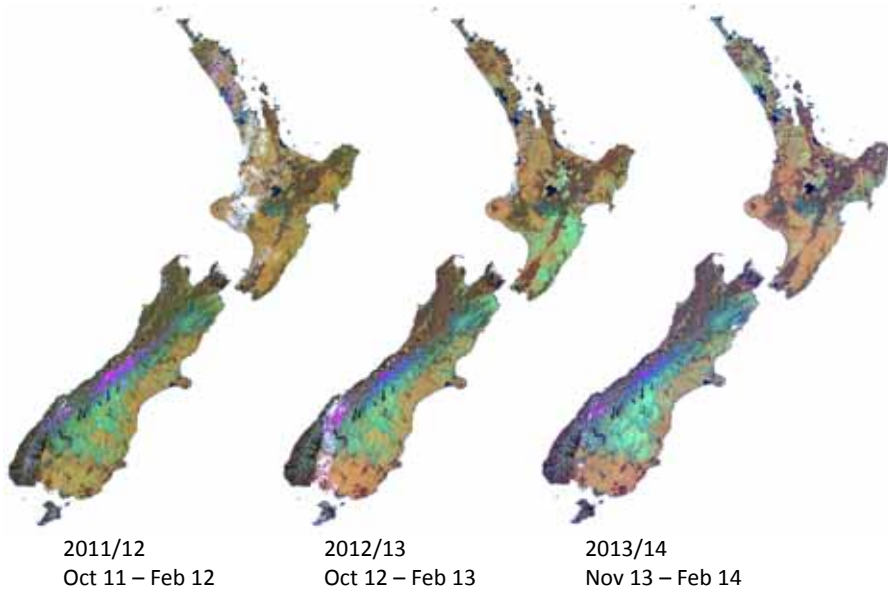 2011/12
Oct 11 – Feb 12
2012/13
Oct 12 – Feb 13
2013/14
Nov 13 – Feb 14